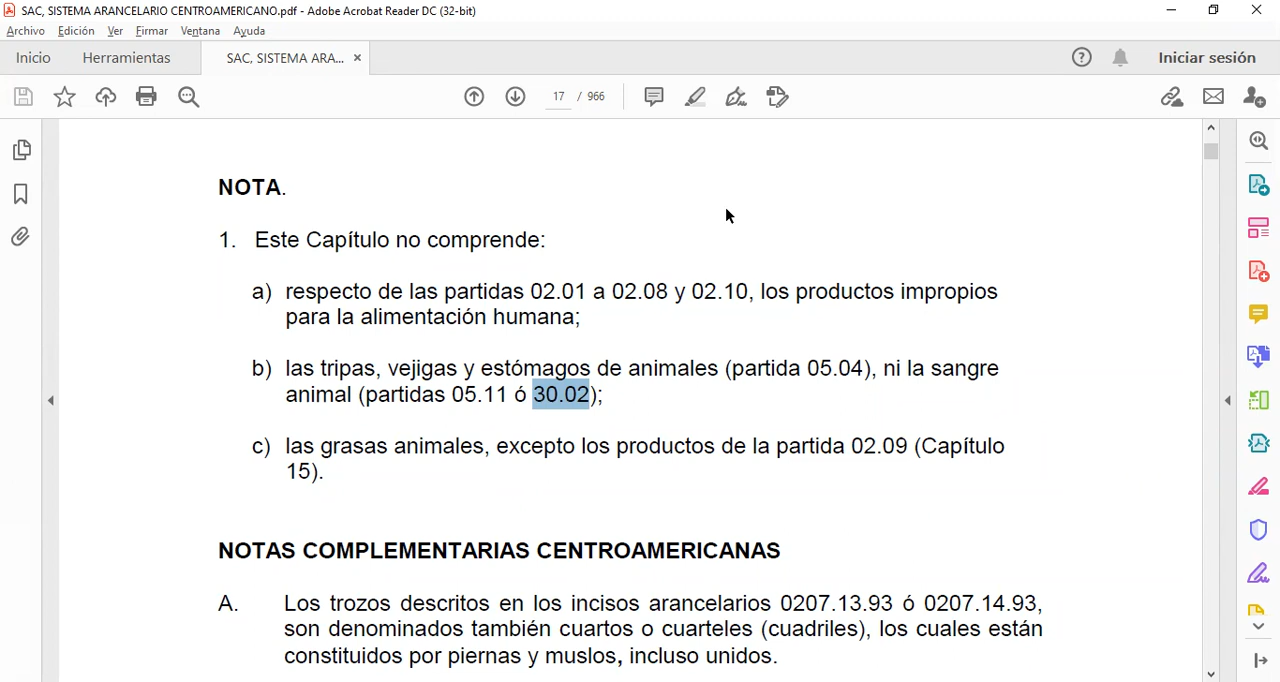 SAC, SISTEMA ARANCELARIO CENTROAMERICANO.pdf - Adobe Acrobat Reader DC (32-bit)
Archivo Edición Ver Firmar Ventana Ayuda
Inicio Herramientas SAC, SISTEMA ARA... × Iniciar sesión
17 / 966
NOTA.
1. Este Capítulo no comprende:
a) respecto de las partidas 02.01 a 02.08 y 02.10, los productos impropios
para la alimentación humana;
b) las tripas, vejigas y estómagos de animales (partida 05.04), ni la sangre
animal (partidas 05.11 ó 30.02);
c) las grasas animales, excepto los productos de la partida 02.09 (Capítulo
15).
NOTAS COMPLEMENTARIAS CENTROAMERICANAS
A. Los trozos descritos en los incisos arancelarios 0207.13.93 ó 0207.14.93,
son denominados también cuartos o cuarteles (cuadriles), los cuales están
constituidos por piernas y muslos, incluso unidos.